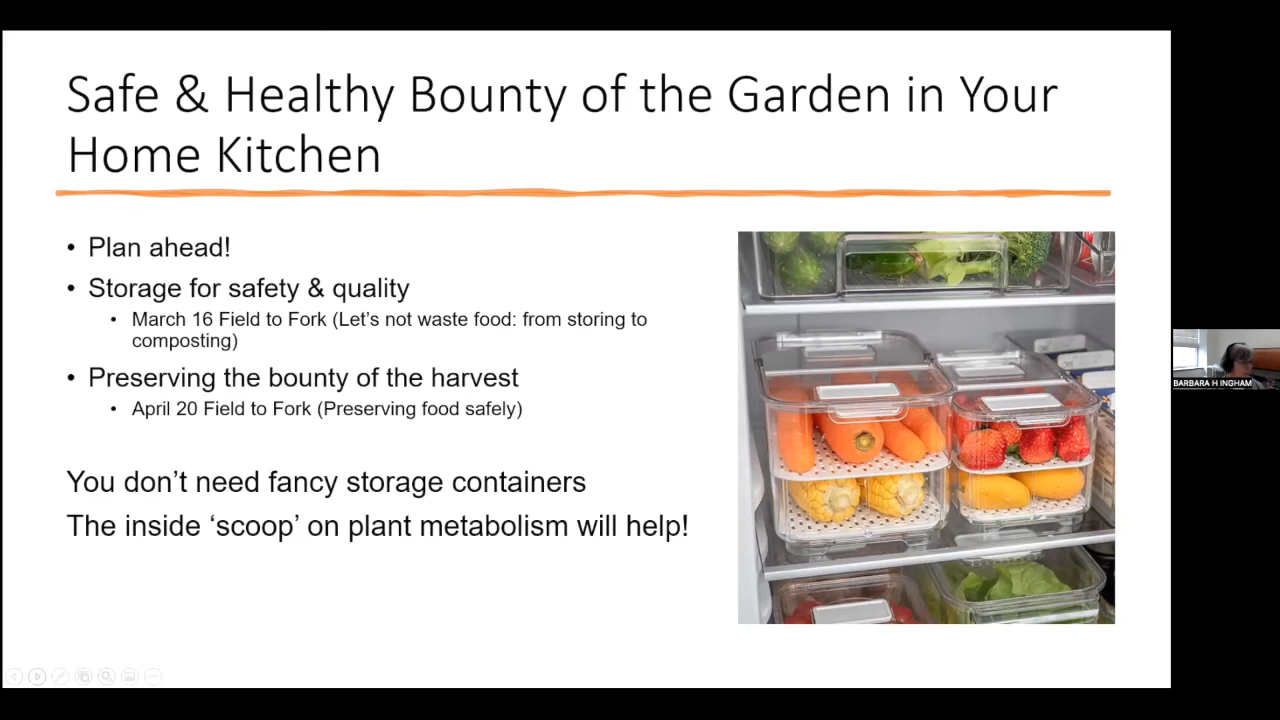 Safe & Healthy Bounty of the Garden in Your
Home Kitchen
• Plan ahead!
• Storage for safety & quality
• March 16 Field to Fork (Let’s not waste food: from storing to
composting)
• Preserving the bounty of the harvest
• April 20 Field to Fork (Preserving food safely)
You don’t need fancy storage containers
The inside ‘scoop’ on plant metabolism will help!
BARBARA H INGHAM